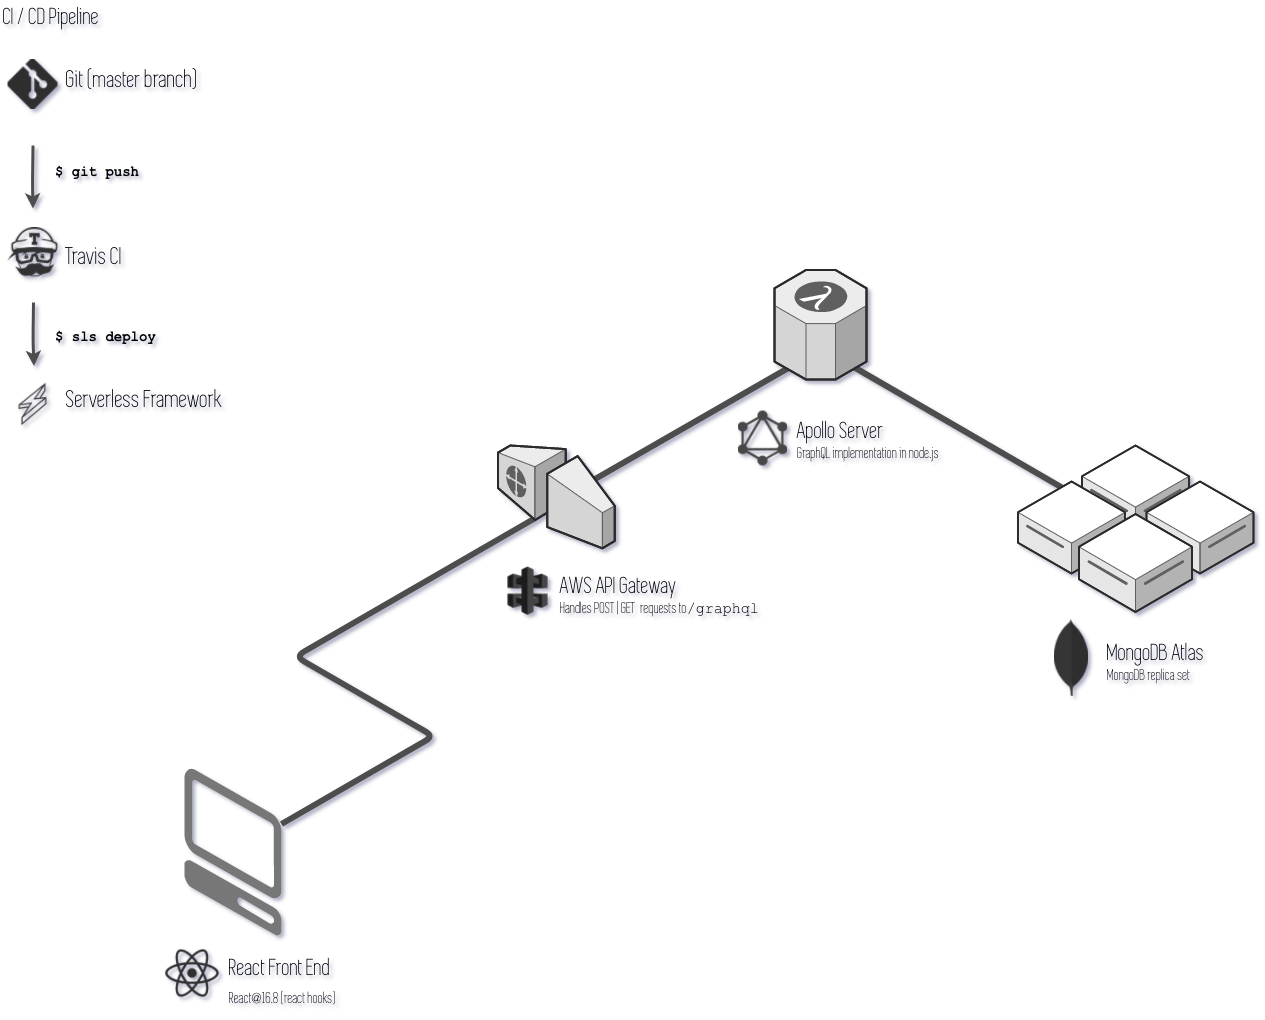 CI / CD Pipeline
Git (master branch)
$ git push
Travis CI
$ sls deploy
Serverless Framework
Apollo Server
GraphQL implementation in node.js
AWS API Gateway
Handles POST | GET requests to /graphql
MongoDB Atlas
MongoDB replica set
React Front End
React@16.8 (react hooks)